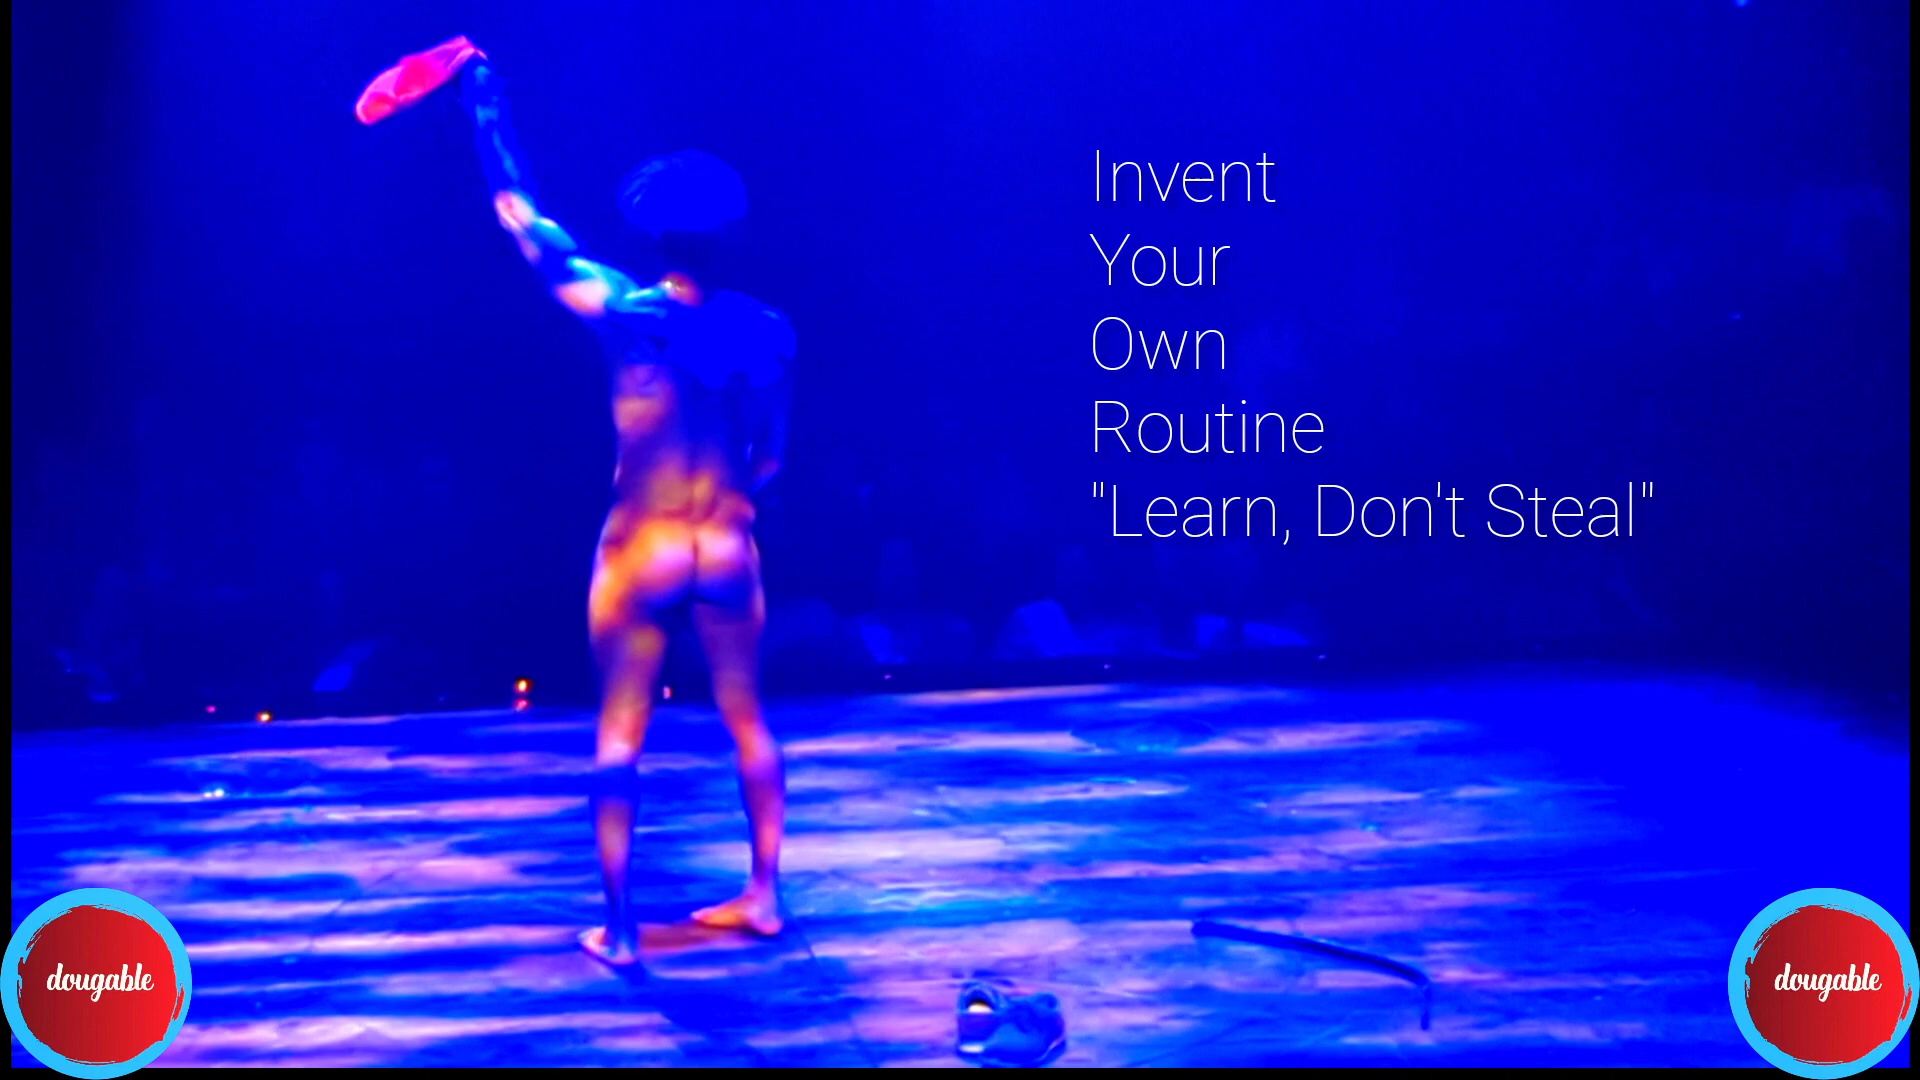 Invent
Your
Own
Routine
"Learn, Don't Steal"
dougable
dougable